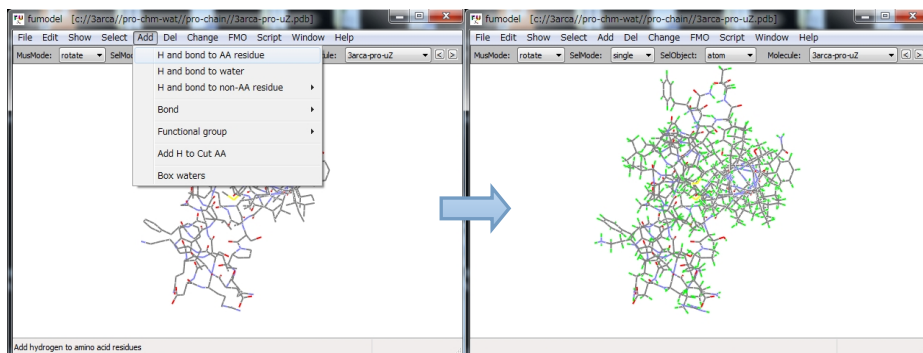 fumodel [c://3arca//pro-chm-wat//pro-chain//3arca-pro-uZ.pdb]
File Edit Show Select Add Del Change FMO Script Window Help
MusMode: rotate SelMo ule: 3arca-pro-uZ < >
H and bond to AA residue
H and bond to water
H and bond to non-AA residue
Bond
Functional group
Add H to Cut AA
Box waters
Add hydrogen to amino acid residues
fumodel [c://3arca//pro-chm-wat//pro-chain//3arca-pro-uZ.pdb]
File Edit Show Select Add Del Change FMO Script Window Help
MusMode: rotate SelMode: single SelObject: atom Molecule: 3arca-pro-uZ < >